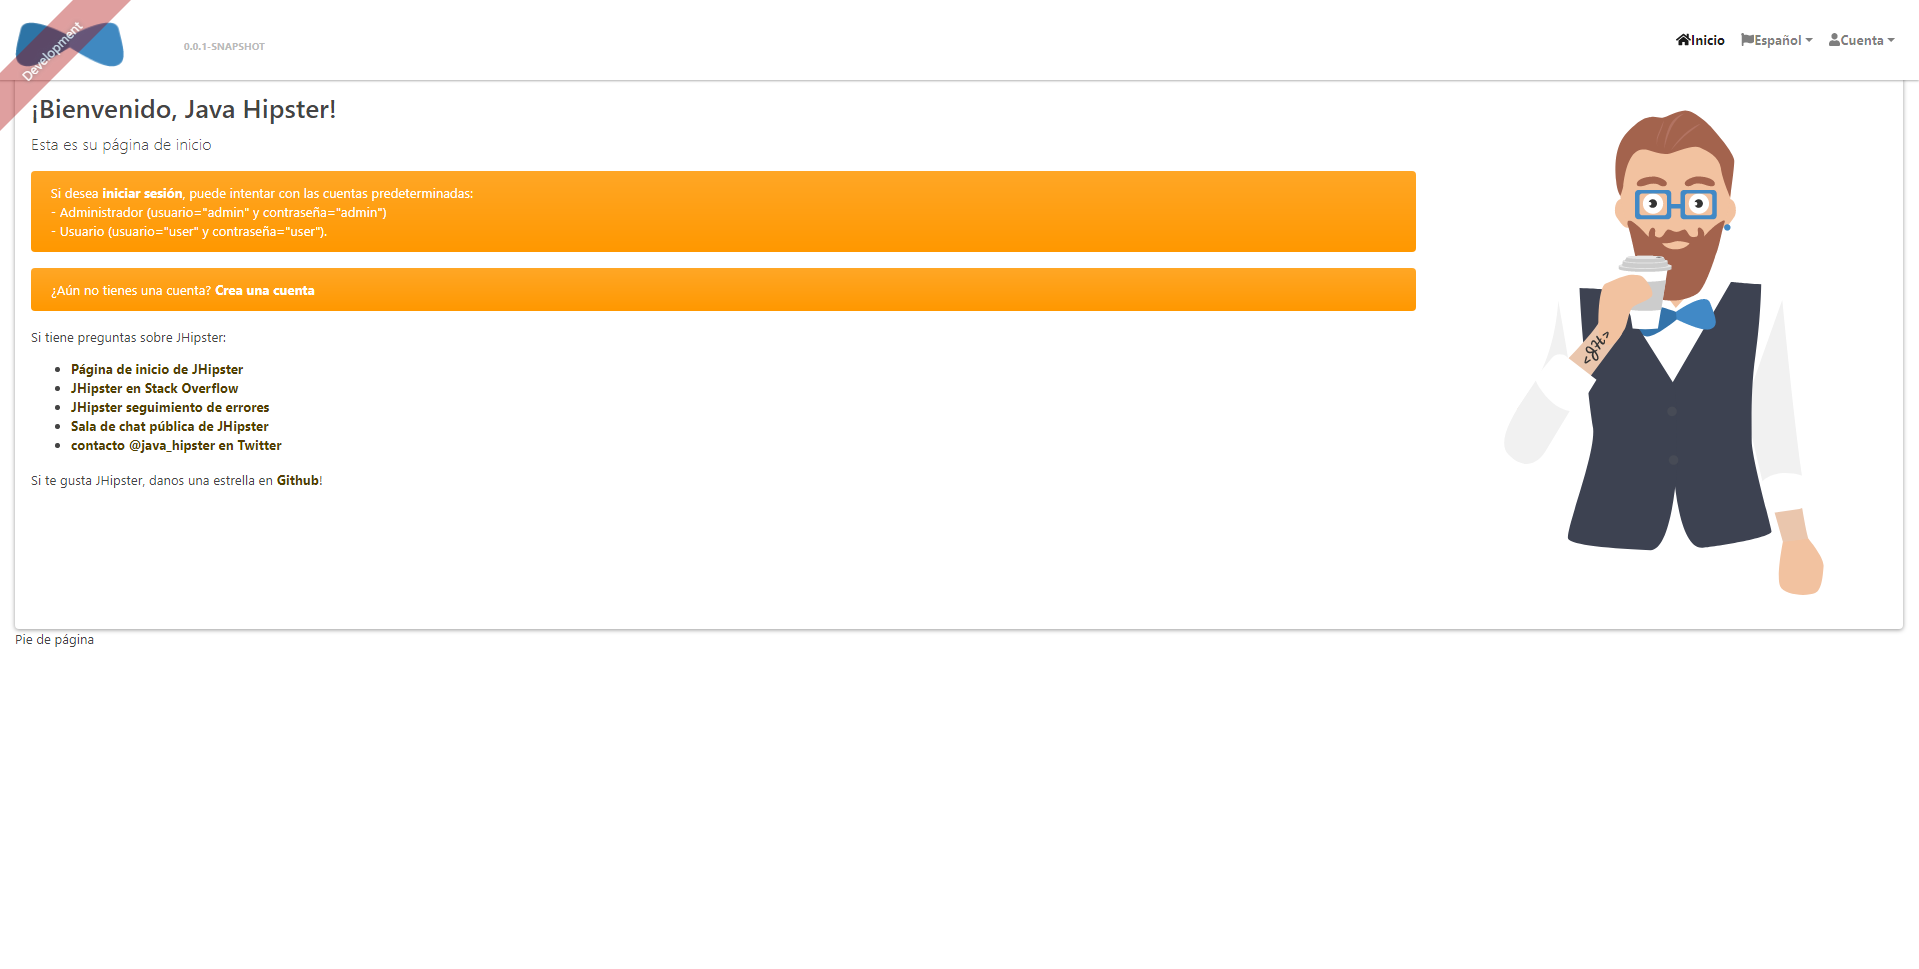 Development
0.0.1-SNAPSHOT
Inicio
Español
Cuenta
¡Bienvenido, Java Hipster!
Esta es su página de inicio
Si desea iniciar sesión, puede intentar con las cuentas predeterminadas:
- Administrador (usuario="admin" y contraseña="admin")
- Usuario (usuario="user" y contraseña="user").
¿Aún no tienes una cuenta? Crea una cuenta
Si tiene preguntas sobre JHipster:
Página de inicio de JHipster
JHipster en Stack Overflow
JHipster seguimiento de errores
Sala de chat pública de JHipster
contacto @java_hipster en Twitter
Si te gusta JHipster, danos una estrella en Github!
<JH>
Pie de página